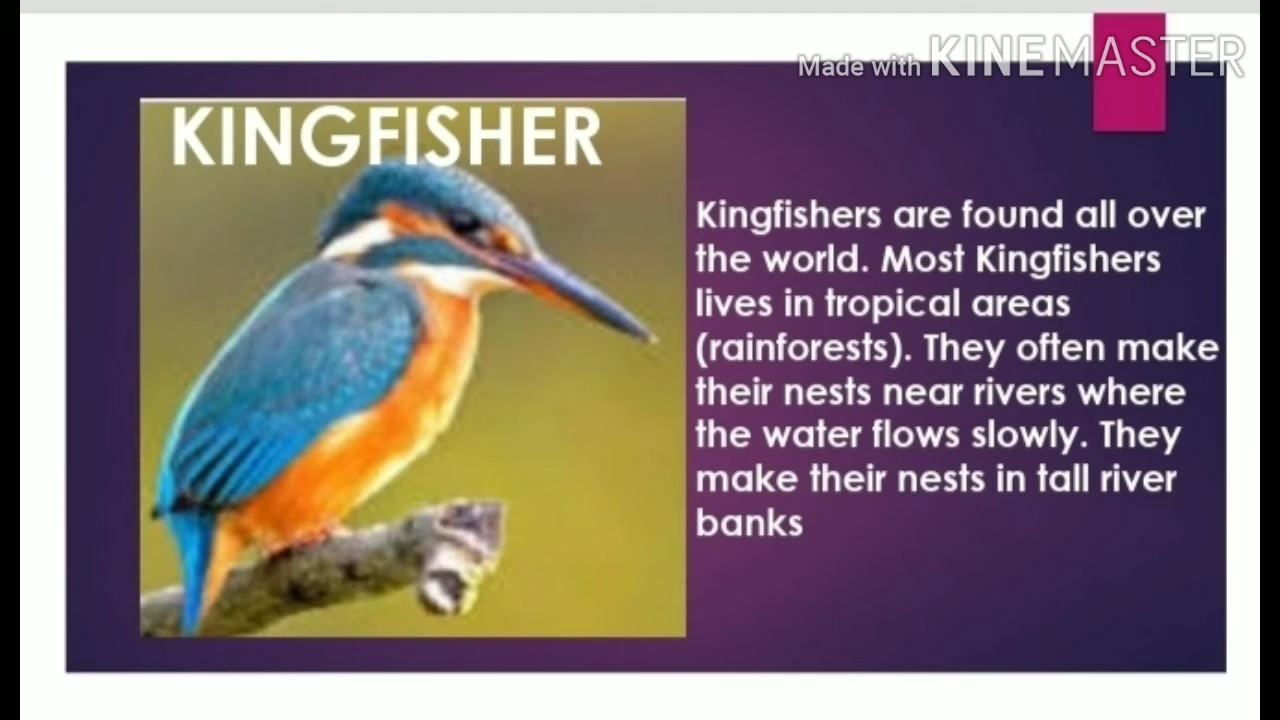 Made with KINEMASTER
KINGFISHER
Kingfishers are found all over
the world. Most Kingfishers
lives in tropical areas
(rainforests). They often make
their nests near rivers where
the water flows slowly. They
make their nests in tall river
banks